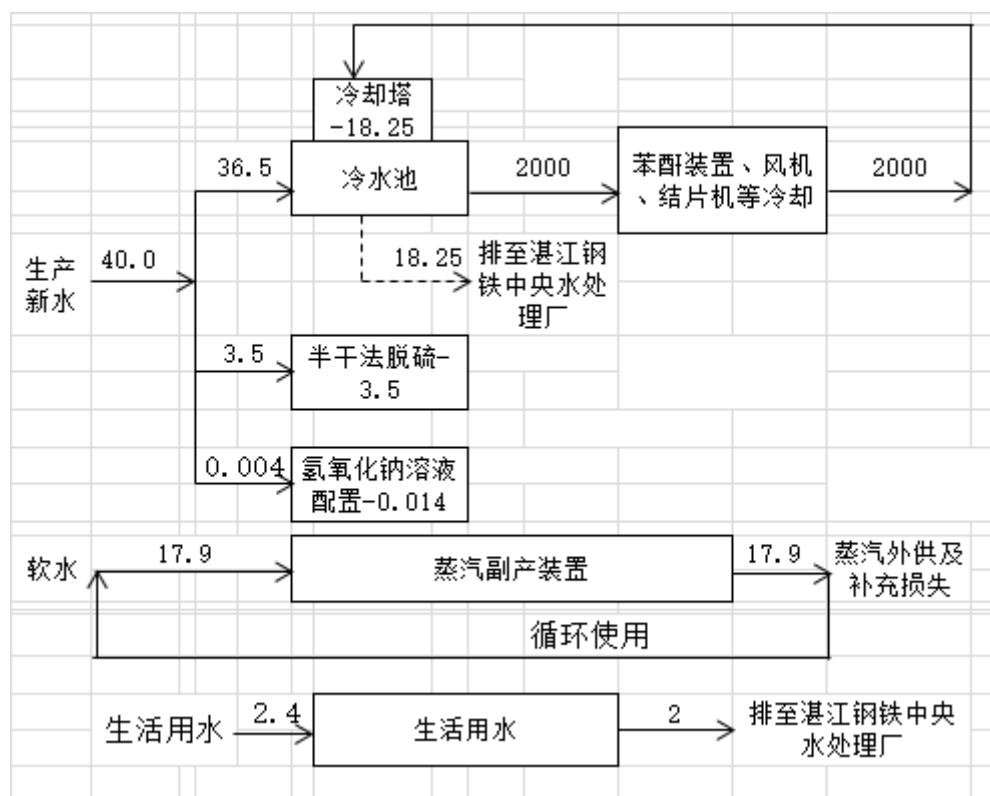 冷却塔
-18.25
36.5
冷水池
2000
苯酐装置、风机
、结片机等冷却
2000
生产
新水
40.0
18.25
排至湛江钢
铁中央水处
理厂
3.5
半干法脱硫-
3.5
0.004
氢氧化钠溶液
配置-0.014
软水
17.9
蒸汽副产装置
17.9
蒸汽外供及
补充损失
循环使用
生活用水
2.4
生活用水
2
排至湛江钢铁中央
水处理厂